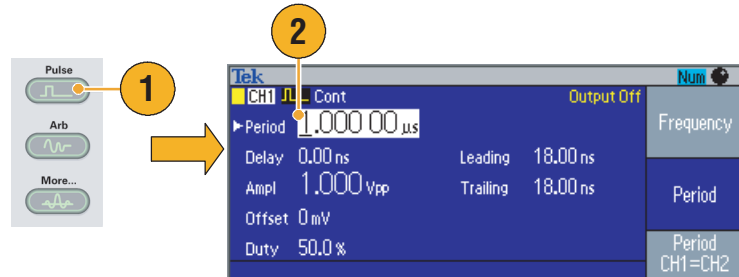 Pulse
Arb
More...
1
2
Tek
Num
CH1 Cont Output Off
Period 1.000 00 µs
Delay 0.00 ns Leading 18.00 ns
Ampl 1.000 Vpp Trailing 18.00 ns
Offset 0 mV
Duty 50.0 %
Frequency
Period
Period
CH1=CH2